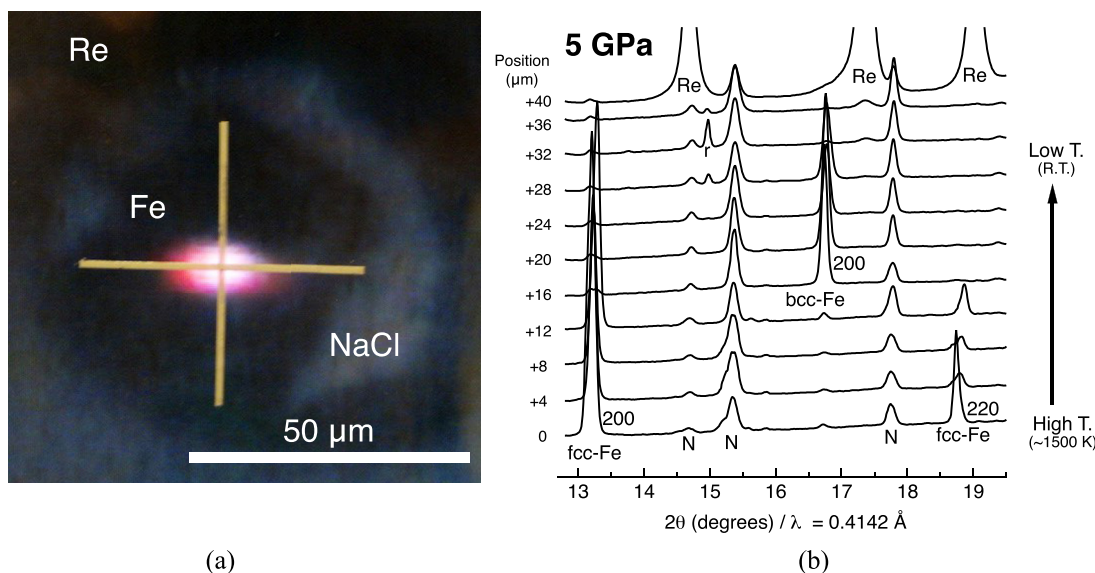 Re
Fe
NaCl
50 µm
(a)
5 GPa
Position
(µm)
Re
Re
Re
+40
+36
+32
+28
+24
+20
+16
+12
+8
+4
0
r
200
bcc-Fe
200
fcc-Fe
N
N
N
220
fcc-Fe
Low T.
(R.T.)
High T.
(~1500 K)
13 14 15 16 17 18 19
2θ (degrees) / λ = 0.4142 Å
(b)